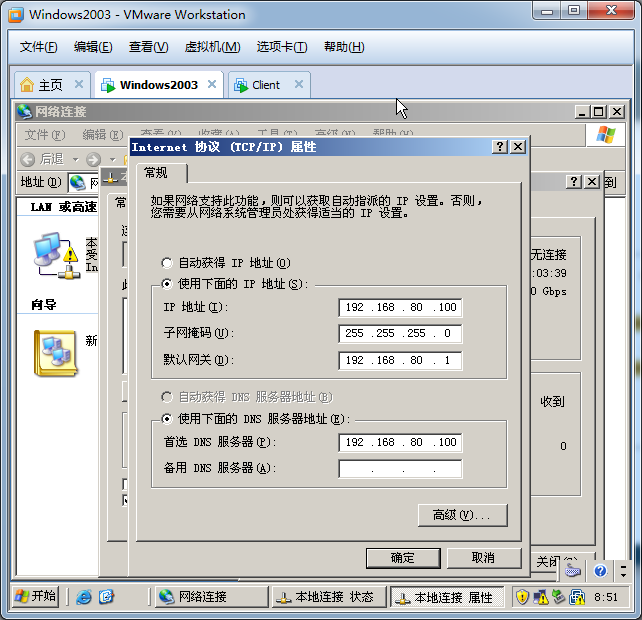 Windows2003 - VMware Workstation
文件(F) 编辑(E) 查看(V) 虚拟机(M) 选项卡(T) 帮助(H)
主页 Windows2003 Client
网络连接
文件(F) 编辑(E) 查看(V) 收藏(A) 工具(T) 高级(N) 帮助(H)
后退
地址(D)
Internet 协议 (TCP/IP) 属性
常规
如果网络支持此功能，则可以获取自动指派的 IP 设置。否则，
您需要从网络系统管理员处获得适当的 IP 设置。
自动获得 IP 地址(O)
使用下面的 IP 地址(S):
IP 地址(I): 192 .168 .80 .100
子网掩码(U): 255 .255 .255 .0
默认网关(D): 192 .168 .80 .1
自动获得 DNS 服务器地址(B)
使用下面的 DNS 服务器地址(E):
首选 DNS 服务器(P): 192 .168 .80 .100
备用 DNS 服务器(A): . . .
高级(V)...
确定 取消
LAN 或高速
本
受
In
向导
新
到
无连接
:03:39
0 Gbps
收到
0
关闭
开始 网络连接 本地连接 状态 本地连接 属性 8:51